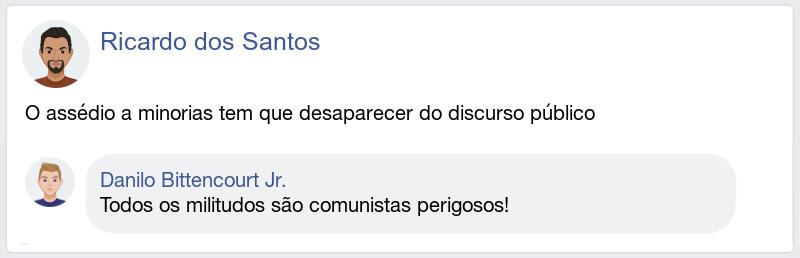 Ricardo dos Santos
O assédio a minorias tem que desaparecer do discurso público
Danilo Bittencourt Jr.
Todos os militudos são comunistas perigosos!